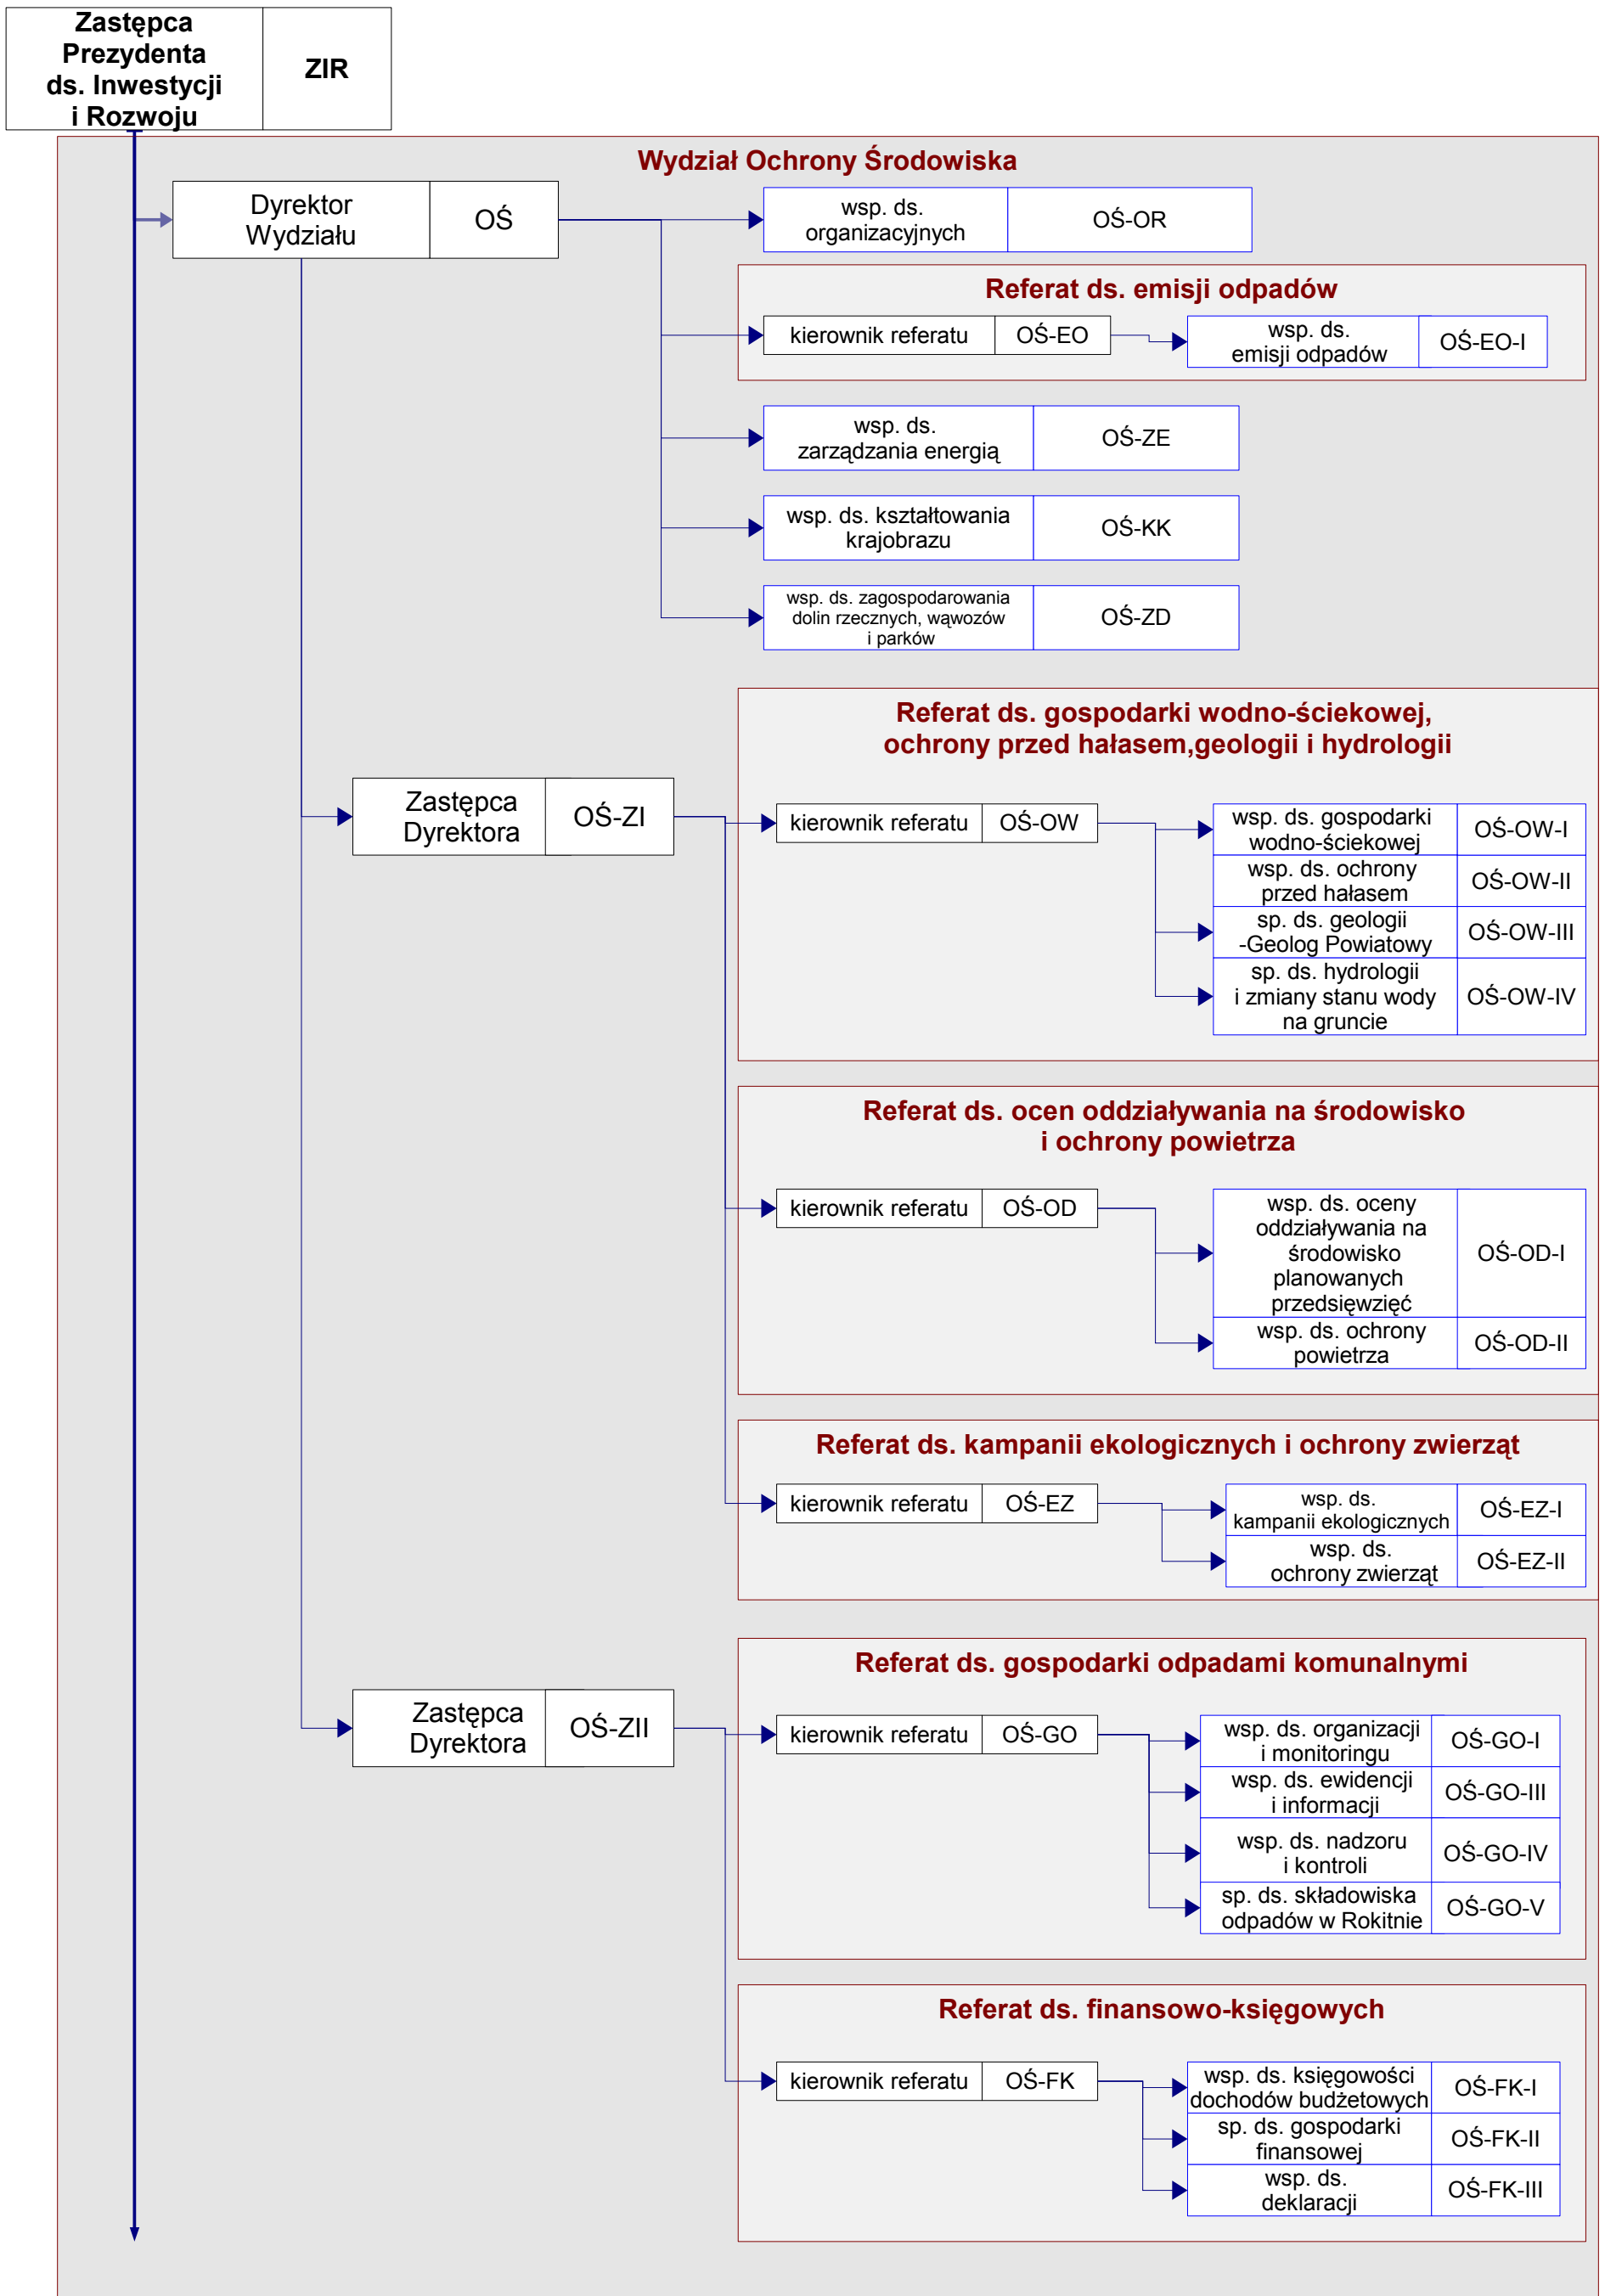 Zastępca
Prezydenta
ds. Inwestycji
i Rozwoju
ZIR
Wydział Ochrony Środowiska
Dyrektor
Wydziału
OŚ
wsp. ds.
organizacyjnych
OŚ-OR
Referat ds. emisji odpadów
kierownik referatu
OŚ-EO
wsp. ds.
emisji odpadów
OŚ-EO-I
wsp. ds.
zarządzania energią
OŚ-ZE
wsp. ds. kształtowania
krajobrazu
OŚ-KK
wsp. ds. zagospodarowania
dolin rzecznych, wąwozów
i parków
OŚ-ZD
Referat ds. gospodarki wodno-ściekowej,
ochrony przed hałasem,geologii i hydrologii
Zastępca
Dyrektora
OŚ-ZI
kierownik referatu
OŚ-OW
wsp. ds. gospodarki
wodno-ściekowej
OŚ-OW-I
wsp. ds. ochrony
przed hałasem
OŚ-OW-II
sp. ds. geologii
-Geolog Powiatowy
OŚ-OW-III
sp. ds. hydrologii
i zmiany stanu wody
na gruncie
OŚ-OW-IV
Referat ds. ocen oddziaływania na środowisko
i ochrony powietrza
kierownik referatu
OŚ-OD
wsp. ds. oceny
oddziaływania na
środowisko
planowanych
przedsięwzięć
OŚ-OD-I
wsp. ds. ochrony
powietrza
OŚ-OD-II
Referat ds. kampanii ekologicznych i ochrony zwierząt
kierownik referatu
OŚ-EZ
wsp. ds.
kampanii ekologicznych
OŚ-EZ-I
wsp. ds.
ochrony zwierząt
OŚ-EZ-II
Referat ds. gospodarki odpadami komunalnymi
Zastępca
Dyrektora
OŚ-ZII
kierownik referatu
OŚ-GO
wsp. ds. organizacji
i monitoringu
OŚ-GO-I
wsp. ds. ewidencji
i informacji
OŚ-GO-III
wsp. ds. nadzoru
i kontroli
OŚ-GO-IV
sp. ds. składowiska
odpadów w Rokitnie
OŚ-GO-V
Referat ds. finansowo-księgowych
kierownik referatu
OŚ-FK
wsp. ds. księgowości
dochodów budżetowych
OŚ-FK-I
sp. ds. gospodarki
finansowej
OŚ-FK-II
wsp. ds.
deklaracji
OŚ-FK-III